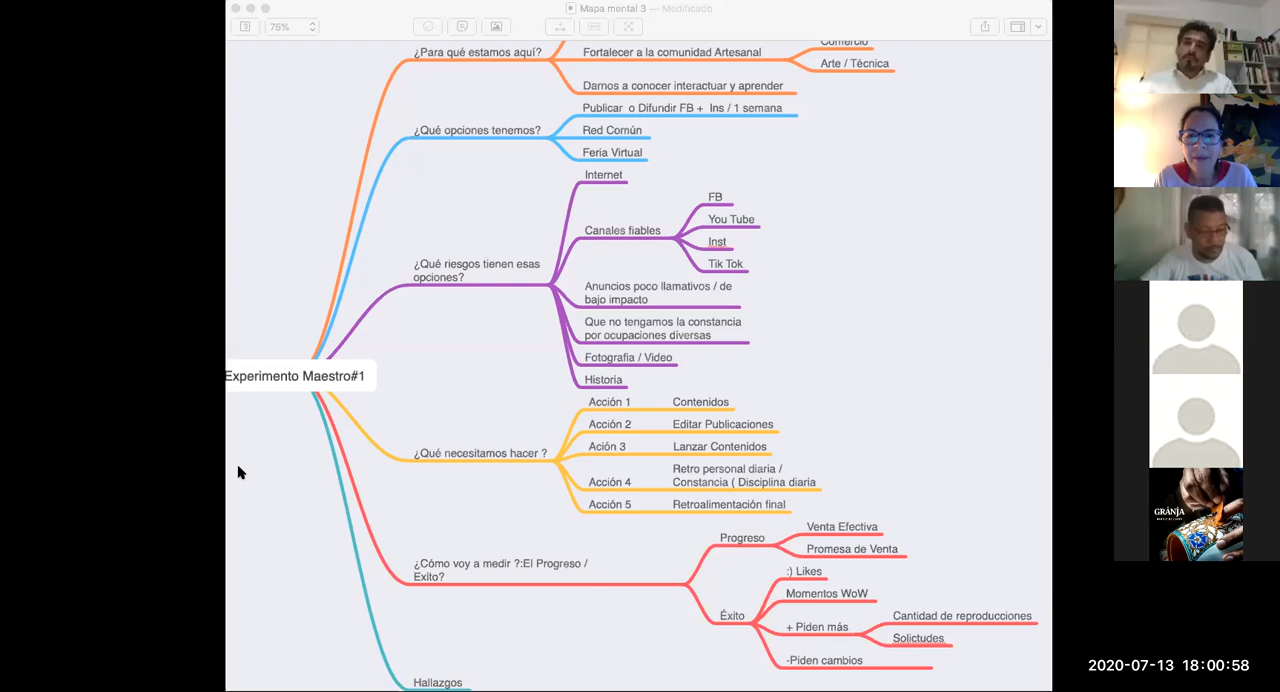 Mapa mental 3 — Modificado
75%
Comercio
¿Para qué estamos aquí?
Fortalecer a la comunidad Artesanal
Arte / Técnica
Darnos a conocer interactuar y aprender
Publicar o Difundir FB + Ins / 1 semana
¿Qué opciones tenemos?
Red Común
Feria Virtual
Internet
FB
You Tube
Canales fiables
Inst
Tik Tok
¿Qué riesgos tienen esas
opciones?
Anuncios poco llamativos / de
bajo impacto
Que no tengamos la constancia
por ocupaciones diversas
Fotografia / Video
Historia
Experimento Maestro#1
Acción 1 Contenidos
Acción 2 Editar Publicaciones
Ación 3 Lanzar Contenidos
¿Qué necesitamos hacer ?
Retro personal diaria /
Acción 4 Constancia ( Disciplina diaria
Acción 5 Retroalimentación final
Venta Efectiva
Progreso
Promesa de Venta
¿Cómo voy a medir ?:El Progreso /
Exito?
:) Likes
Momentos WoW
Éxito
+ Piden más
Cantidad de reproducciones
Solictudes
-Piden cambios
Hallazgos
GRANJA
2020-07-13 18:00:58